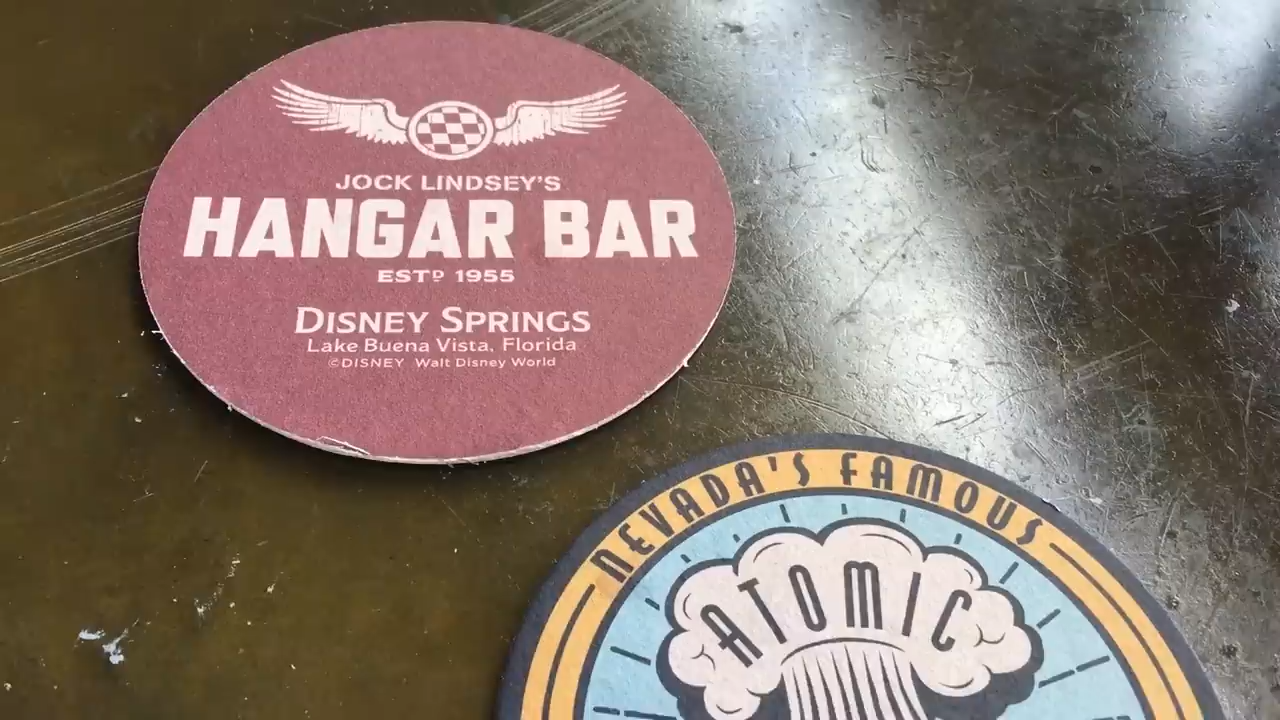 JOCK LINDSEY'S
HANGAR BAR
ESTD 1955
DISNEY SPRINGS
Lake Buena Vista, Florida
©DISNEY Walt Disney World
NEVADA'S FAMOUS
ATOMIC